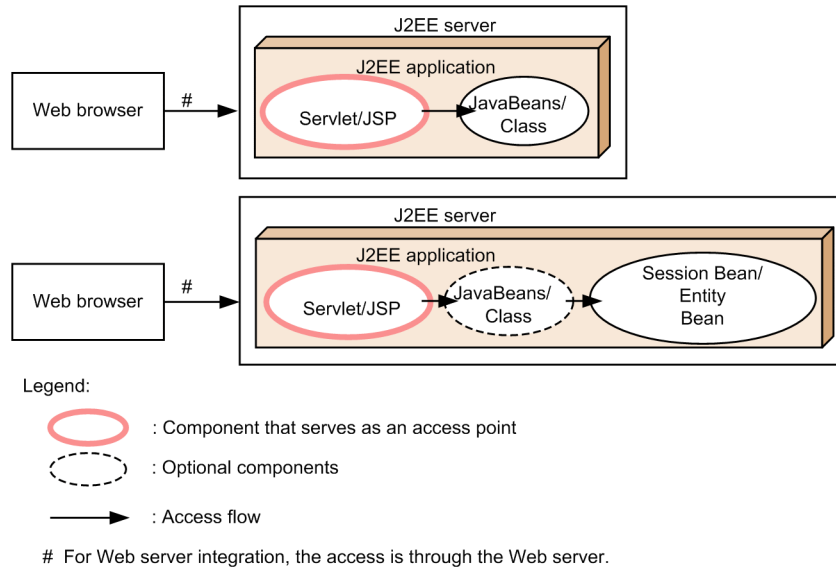 J2EE server
J2EE application
Web browser
#
Servlet/JSP
JavaBeans/
Class
J2EE server
J2EE application
Web browser
#
Servlet/JSP
JavaBeans/
Class
Session Bean/
Entity
Bean
Legend:
: Component that serves as an access point
: Optional components
: Access flow
# For Web server integration, the access is through the Web server.